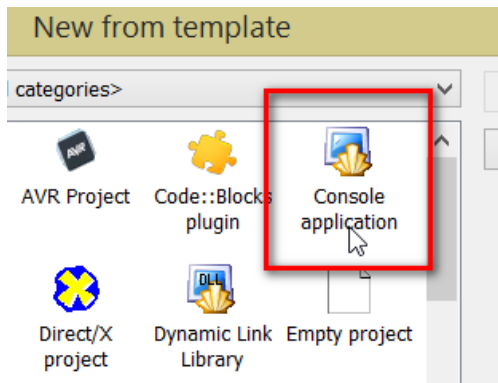 New from template
categories>
AVR
AVR Project
Code::Blocks
plugin
Console
application
Direct/X
project
DLL
Dynamic Link
Library
Empty project